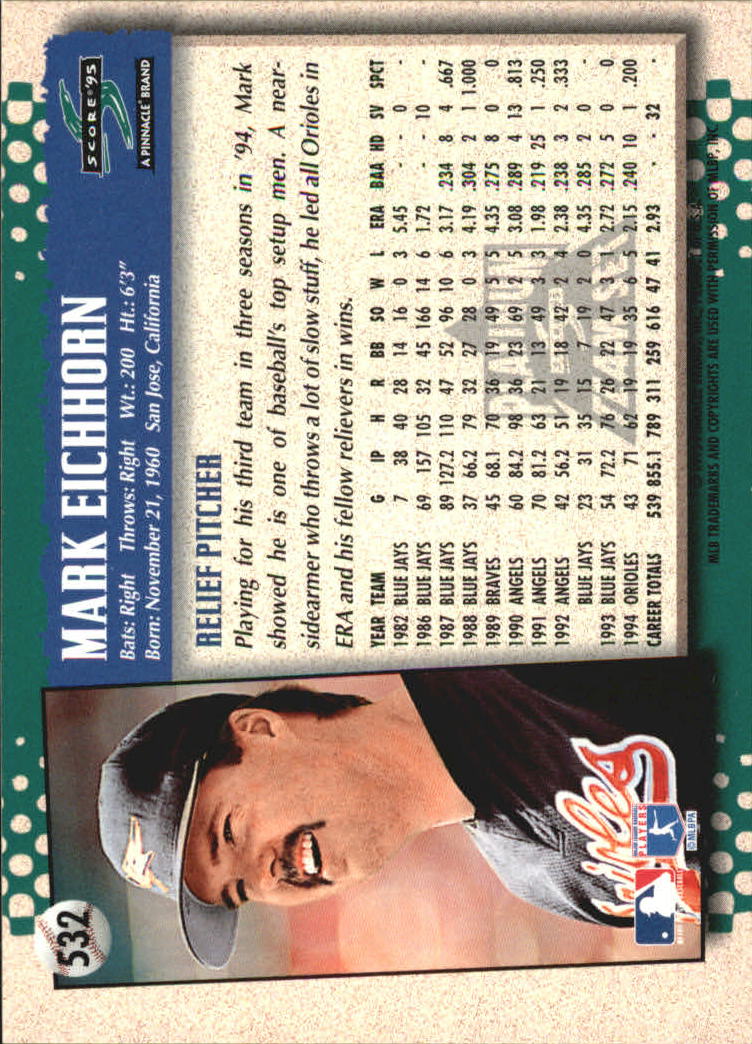 532
MARK EICHHORN
Bats: Right Throws: Right Wt.: 200 Ht.: 6'3"
Born: November 21, 1960 San Jose, California
SCORE® '95
A PINNACLE® BRAND
RELIEF PITCHER
Playing for his third team in three seasons in '94, Mark
showed he is one of baseball's top setup men. A near-
sidearmer who throws a lot of slow stuff, he led all Orioles in
ERA and his fellow relievers in wins.
YEAR TEAM G IP H R BB SO W L ERA BAA HD SV SPCT
1982 BLUE JAYS 7 38 40 28 14 16 0 3 5.45 - - 0 -
1986 BLUE JAYS 69 157 105 32 45 166 14 6 1.72 - - 10 -
1987 BLUE JAYS 89 127.2 110 47 52 96 10 6 3.17 .234 8 4 .667
1988 BLUE JAYS 37 66.2 79 32 27 28 0 3 4.19 .304 2 1 1.000
1989 BRAVES 45 68.1 70 36 19 49 5 5 4.35 .275 8 0 0
1990 ANGELS 60 84.2 98 36 23 69 2 5 3.08 .289 4 13 .813
1991 ANGELS 70 81.2 63 21 13 49 3 3 1.98 .219 25 1 .250
1992 ANGELS 42 56.2 51 19 18 42 2 4 2.38 .238 3 2 .333
BLUE JAYS 23 31 35 15 7 19 2 0 4.35 .285 2 0 -
1993 BLUE JAYS 54 72.2 76 26 22 47 3 1 2.72 .272 5 0 0
1994 ORIOLES 43 71 62 19 19 35 6 5 2.15 .240 10 1 .200
CAREER TOTALS 539 855.1 789 311 259 616 47 41 2.93 - - 32 -
PLATINUM
TEAM SET
MLB TRADEMARKS AND COPYRIGHTS ARE USED WITH PERMISSION OF MLBP, INC.
Orioles
MAJOR LEAGUE BASEBALL
PLAYERS
© MLBPA